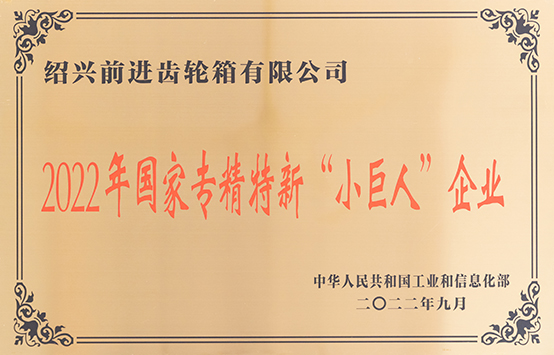 绍兴前进齿轮箱有限公司
2022年国家专精特新“小巨人”企业
中华人民共和国工业和信息化部
二〇二二年九月